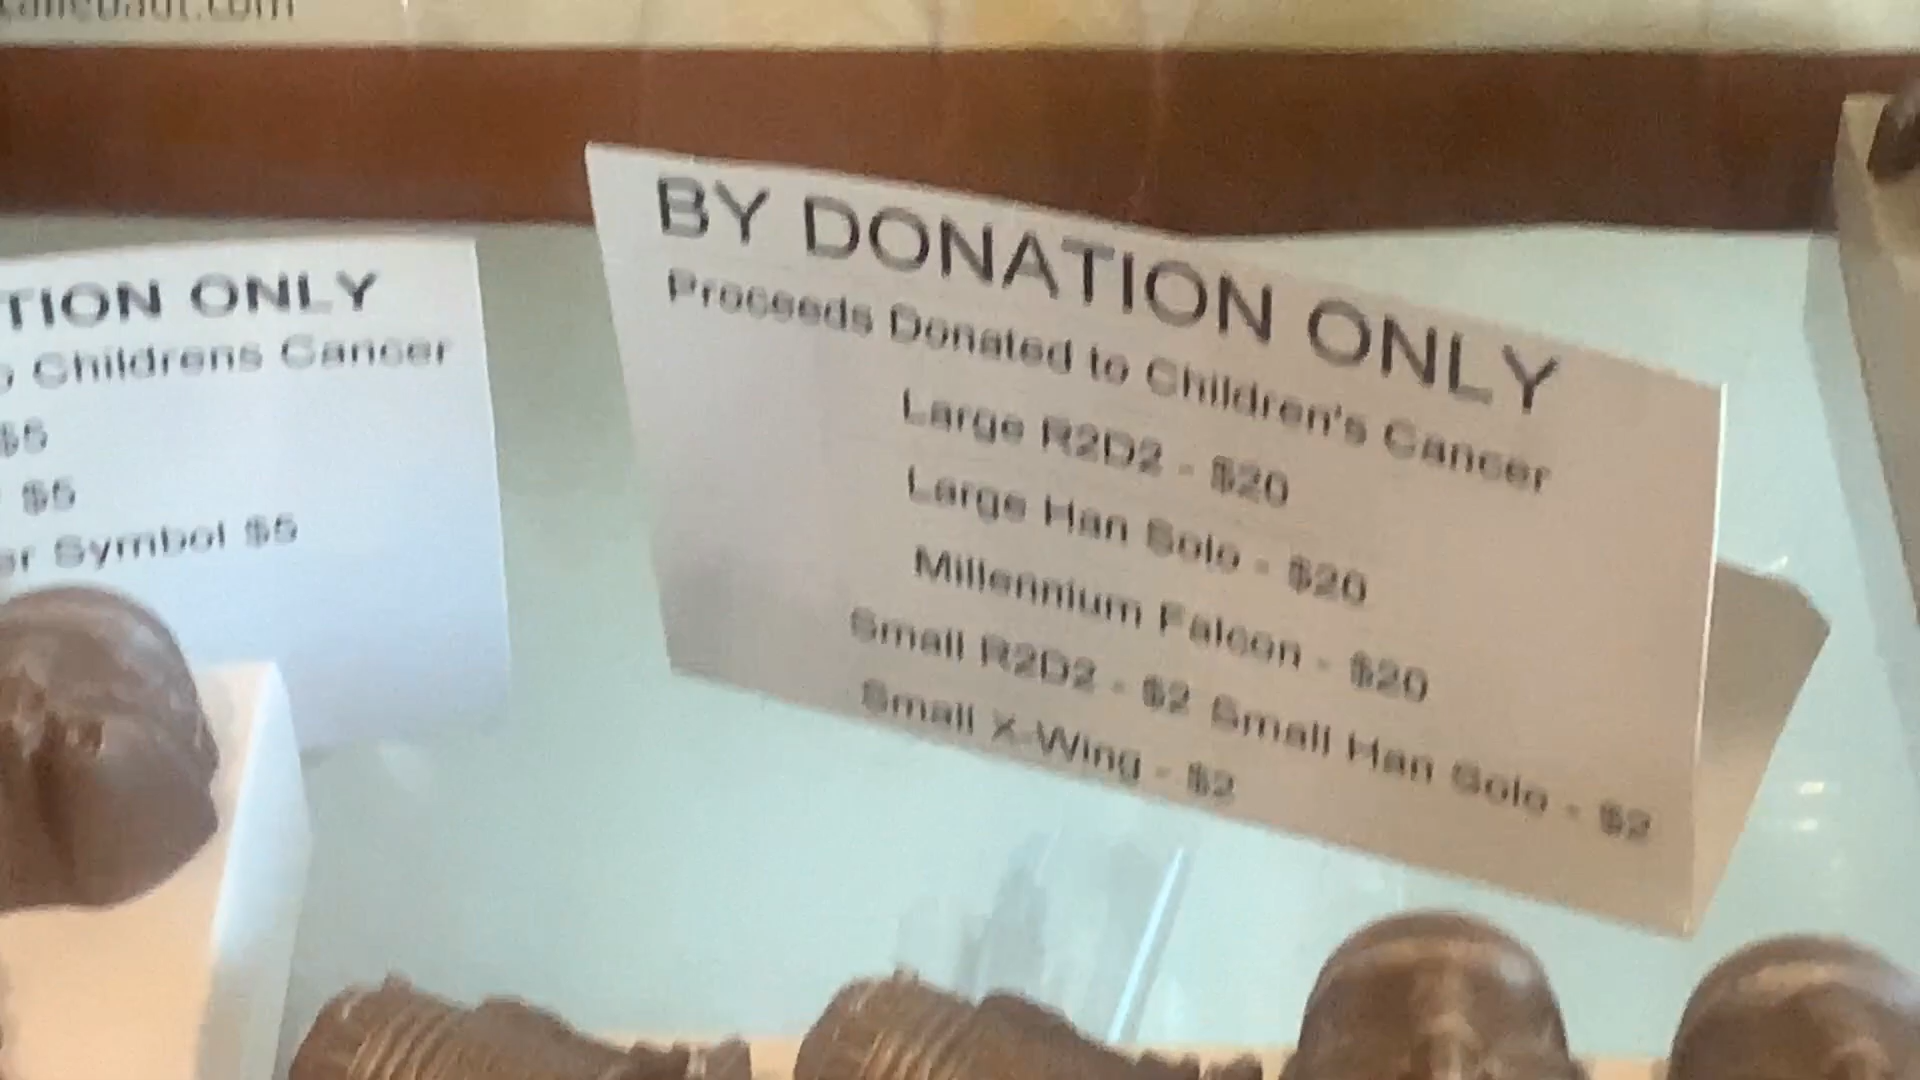 TION ONLY
Childrens Cancer
$5
$5
Symbol $5
BY DONATION ONLY
Proceeds Donated to Children's Cancer
Large R2D2 - $20
Large Han Solo - $20
Millennium Falcon - $20
Small R2D2 - $2 Small Han Solo - $2
Small X-Wing - $2